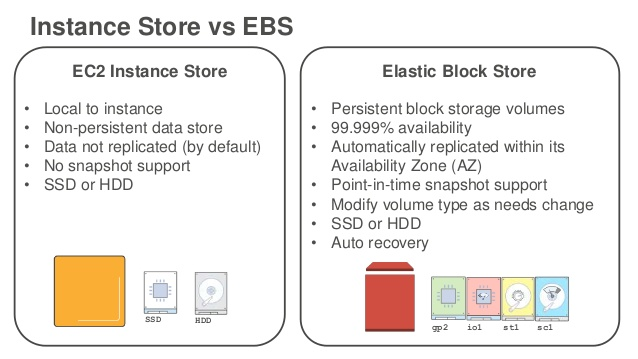 Instance Store vs EBS
EC2 Instance Store
• Local to instance
• Non-persistent data store
• Data not replicated (by default)
• No snapshot support
• SSD or HDD
SSD
HDD
Elastic Block Store
• Persistent block storage volumes
• 99.999% availability
• Automatically replicated within its
Availability Zone (AZ)
• Point-in-time snapshot support
• Modify volume type as needs change
• SSD or HDD
• Auto recovery
gp2
io1
st1
sc1